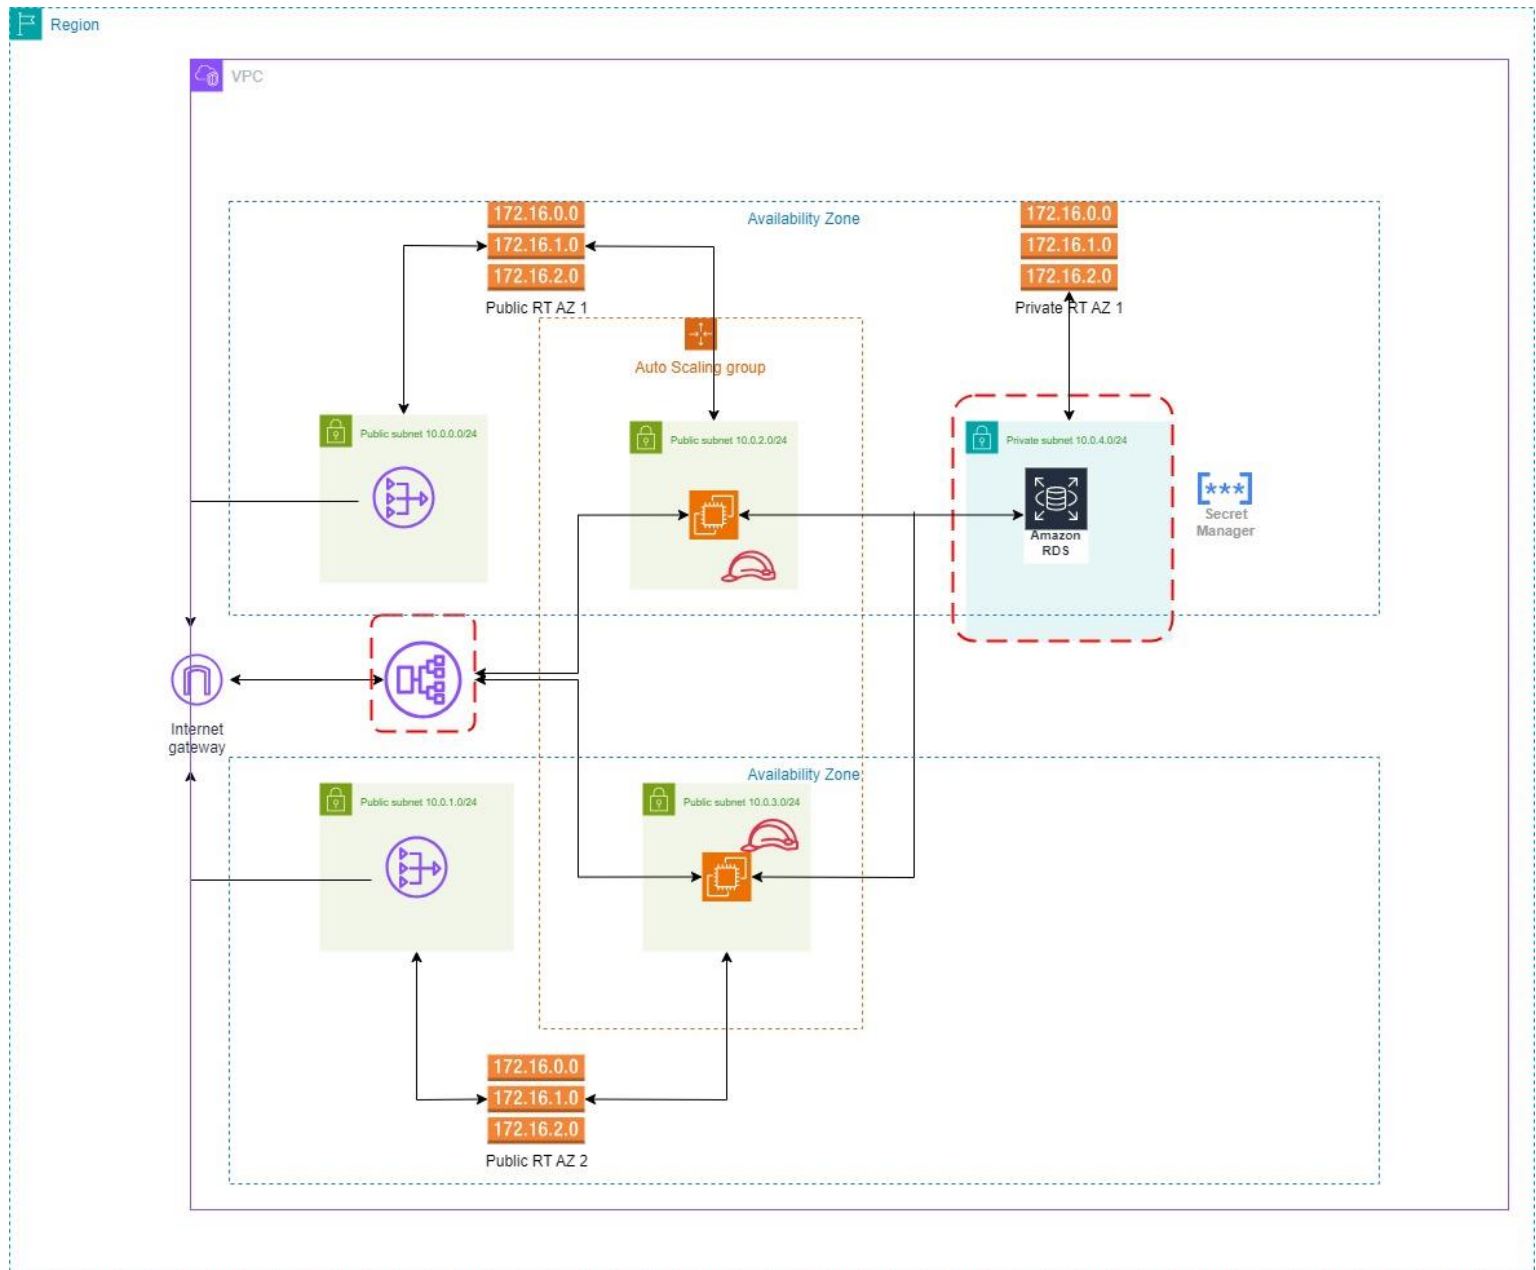 Region
VPC
172.16.0.0
172.16.1.0
172.16.2.0
Public RT AZ 1
Availability Zone
172.16.0.0
172.16.1.0
172.16.2.0
Private RT AZ 1
Auto Scaling group
Public subnet 10.0.0.0/24
Public subnet 10.0.2.0/24
Private subnet 10.0.4.0/24
Amazon
RDS
***
Secret
Manager
Internet
gateway
Availability Zone
Public subnet 10.0.1.0/24
Public subnet 10.0.3.0/24
172.16.0.0
172.16.1.0
172.16.2.0
Public RT AZ 2